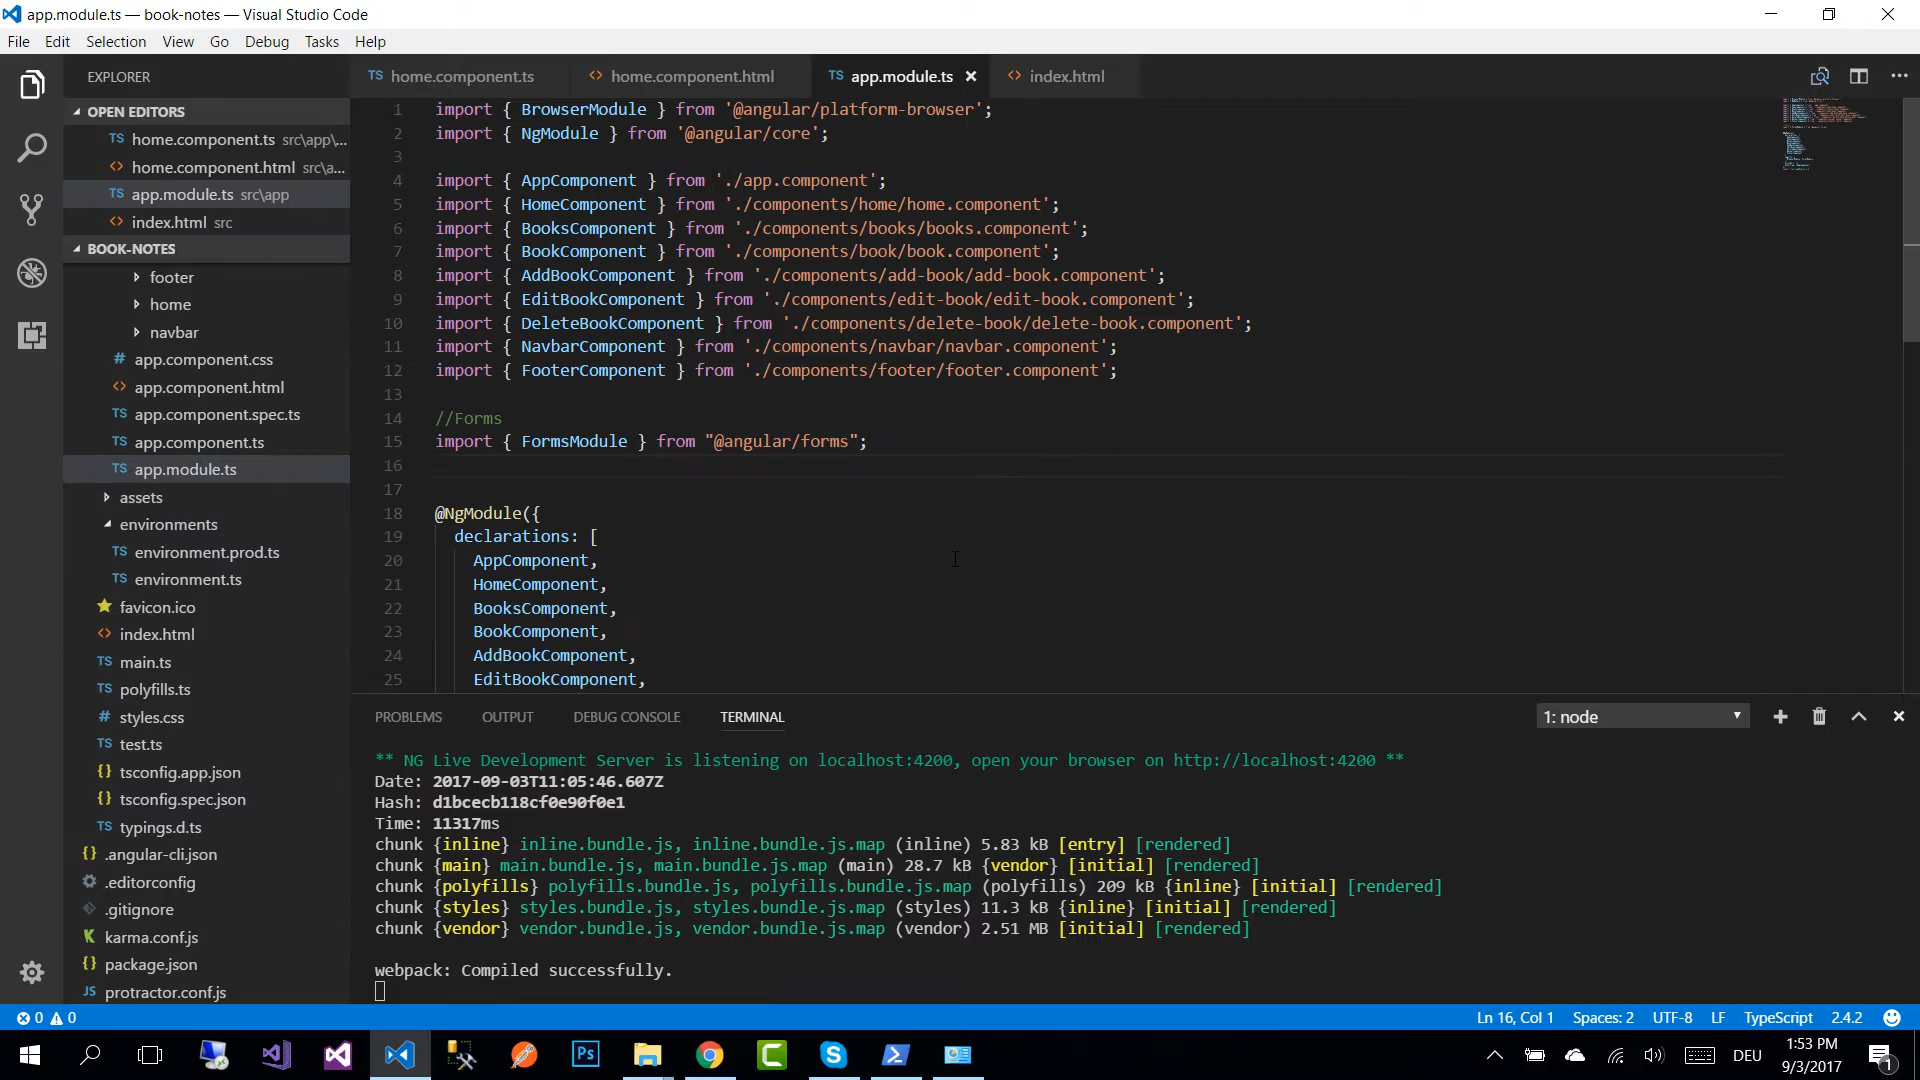 app.module.ts — book-notes — Visual Studio Code
File Edit Selection View Go Debug Tasks Help
EXPLORER
OPEN EDITORS
TS home.component.ts src\app\...
<> home.component.html src\a...
TS app.module.ts src\app
<> index.html src
BOOK-NOTES
footer
home
navbar
# app.component.css
<> app.component.html
TS app.component.spec.ts
TS app.component.ts
TS app.module.ts
assets
environments
TS environment.prod.ts
TS environment.ts
favicon.ico
<> index.html
TS main.ts
TS polyfills.ts
# styles.css
TS test.ts
TS tsconfig.app.json
TS tsconfig.spec.json
TS typings.d.ts
{} .angular-cli.json
.editorconfig
.gitignore
K karma.conf.js
{} package.json
JS protractor.conf.js
TS home.component.ts <> home.component.html TS app.module.ts <> index.html
1 import { BrowserModule } from '@angular/platform-browser';
2 import { NgModule } from '@angular/core';
3
4 import { AppComponent } from './app.component';
5 import { HomeComponent } from './components/home/home.component';
6 import { BooksComponent } from './components/books/books.component';
7 import { BookComponent } from './components/book/book.component';
8 import { AddBookComponent } from './components/add-book/add-book.component';
9 import { EditBookComponent } from './components/edit-book/edit-book.component';
10 import { DeleteBookComponent } from './components/delete-book/delete-book.component';
11 import { NavbarComponent } from './components/navbar/navbar.component';
12 import { FooterComponent } from './components/footer/footer.component';
13
14 //Forms
15 import { FormsModule } from "@angular/forms";
16
17
18 @NgModule({
19 declarations: [
20 AppComponent,
21 HomeComponent,
22 BooksComponent,
23 BookComponent,
24 AddBookComponent,
25 EditBookComponent,
PROBLEMS OUTPUT DEBUG CONSOLE TERMINAL 1: node
** NG Live Development Server is listening on localhost:4200, open your browser on http://localhost:4200 **
Date: 2017-09-03T11:05:46.607Z
Hash: d1bcecb118cf0e90f0e1
Time: 11317ms
chunk {inline} inline.bundle.js, inline.bundle.js.map (inline) 5.83 kB [entry] [rendered]
chunk {main} main.bundle.js, main.bundle.js.map (main) 28.7 kB {vendor} [initial] [rendered]
chunk {polyfills} polyfills.bundle.js, polyfills.bundle.js.map (polyfills) 209 kB {inline} [initial] [rendered]
chunk {styles} styles.bundle.js, styles.bundle.js.map (styles) 11.3 kB {inline} [initial] [rendered]
chunk {vendor} vendor.bundle.js, vendor.bundle.js.map (vendor) 2.51 MB [initial] [rendered]
webpack: Compiled successfully.
0 0 Ln 16, Col 1 Spaces: 2 UTF-8 LF TypeScript 2.4.2
Ps DEU 1:53 PM
9/3/2017 1